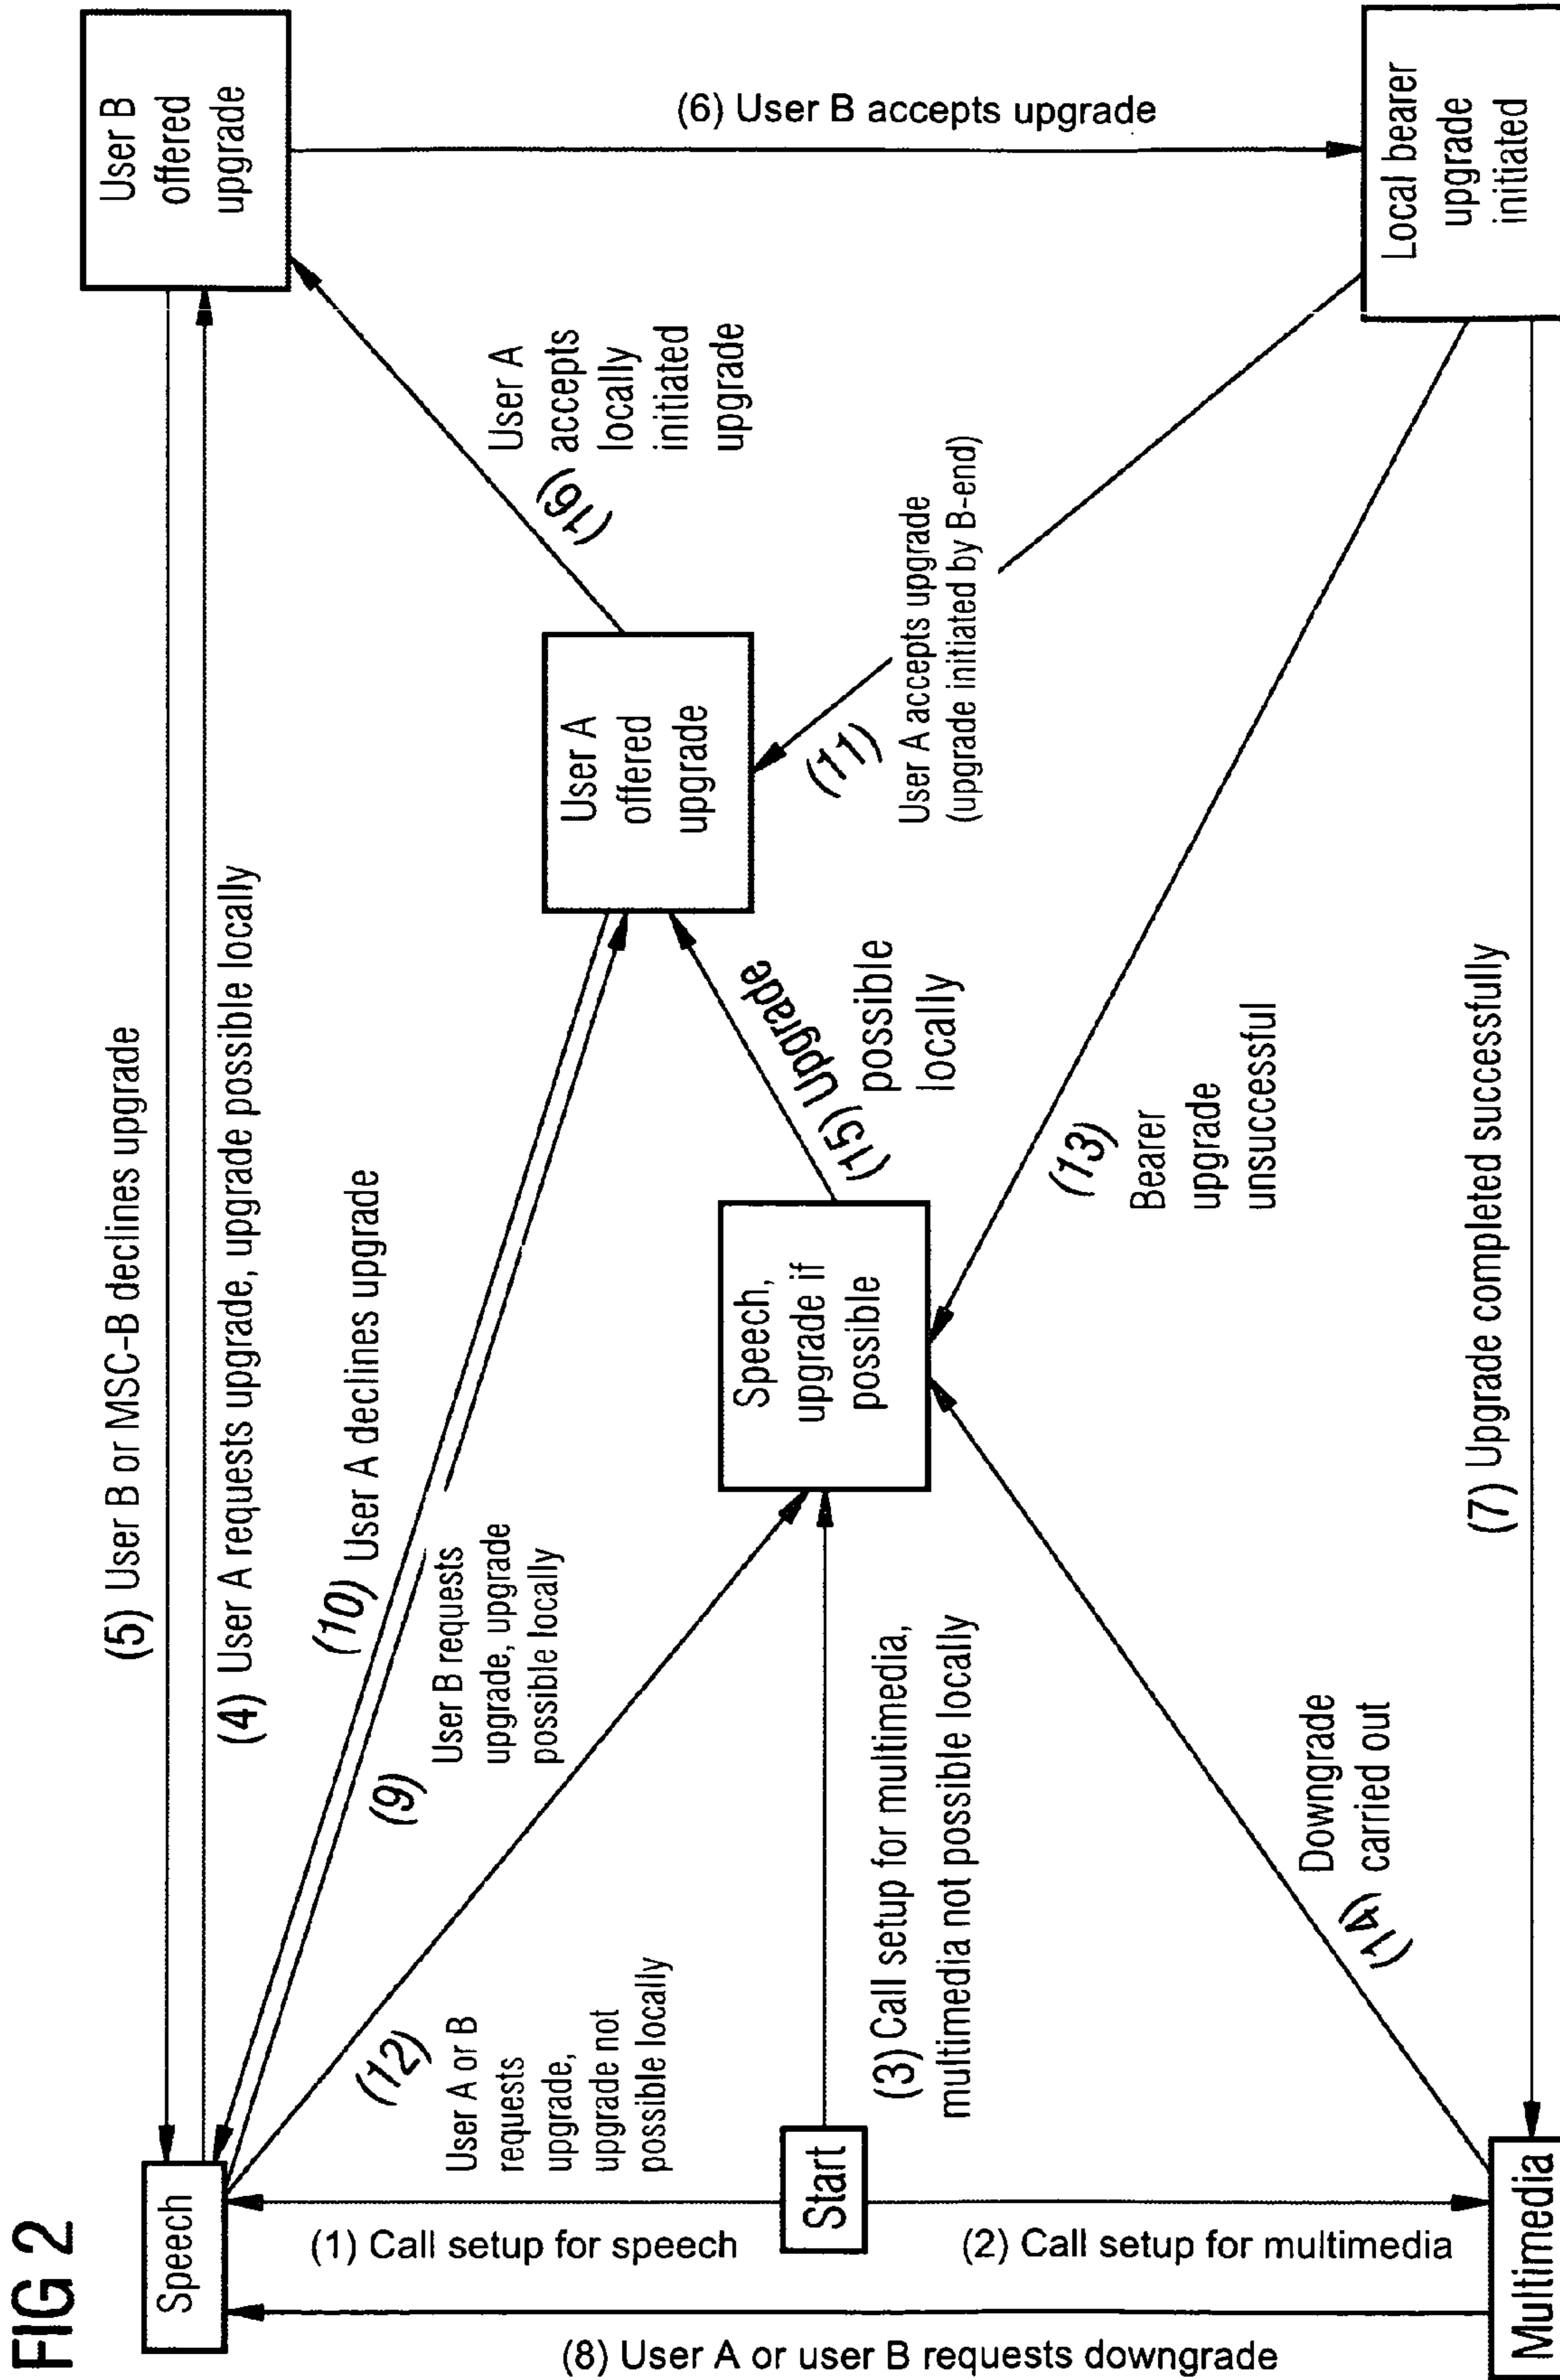 FIG 2
Speech
User B
offered
upgrade
(5) User B or MSC-B declines upgrade
(4) User A requests upgrade, upgrade possible locally
(10) User A declines upgrade
(9) User B requests
upgrade, upgrade
possible locally
(12) User A or B
requests
upgrade,
upgrade not
possible locally
User A
offered
upgrade
(16) User A
accepts
locally
initiated
upgrade
(6) User B accepts upgrade
(1) Call setup for speech
Start
(3) Call setup for multimedia,
multimedia not possible locally
Speech,
upgrade if
possible
(15) Upgrade
possible
locally
(11) User A accepts upgrade
(upgrade initiated by B-end)
(13) Bearer
upgrade
unsuccessful
(2) Call setup for multimedia
(14) Downgrade
carried out
(7) Upgrade completed successfully
(8) User A or user B requests downgrade
Multimedia
Local bearer
upgrade
initiated